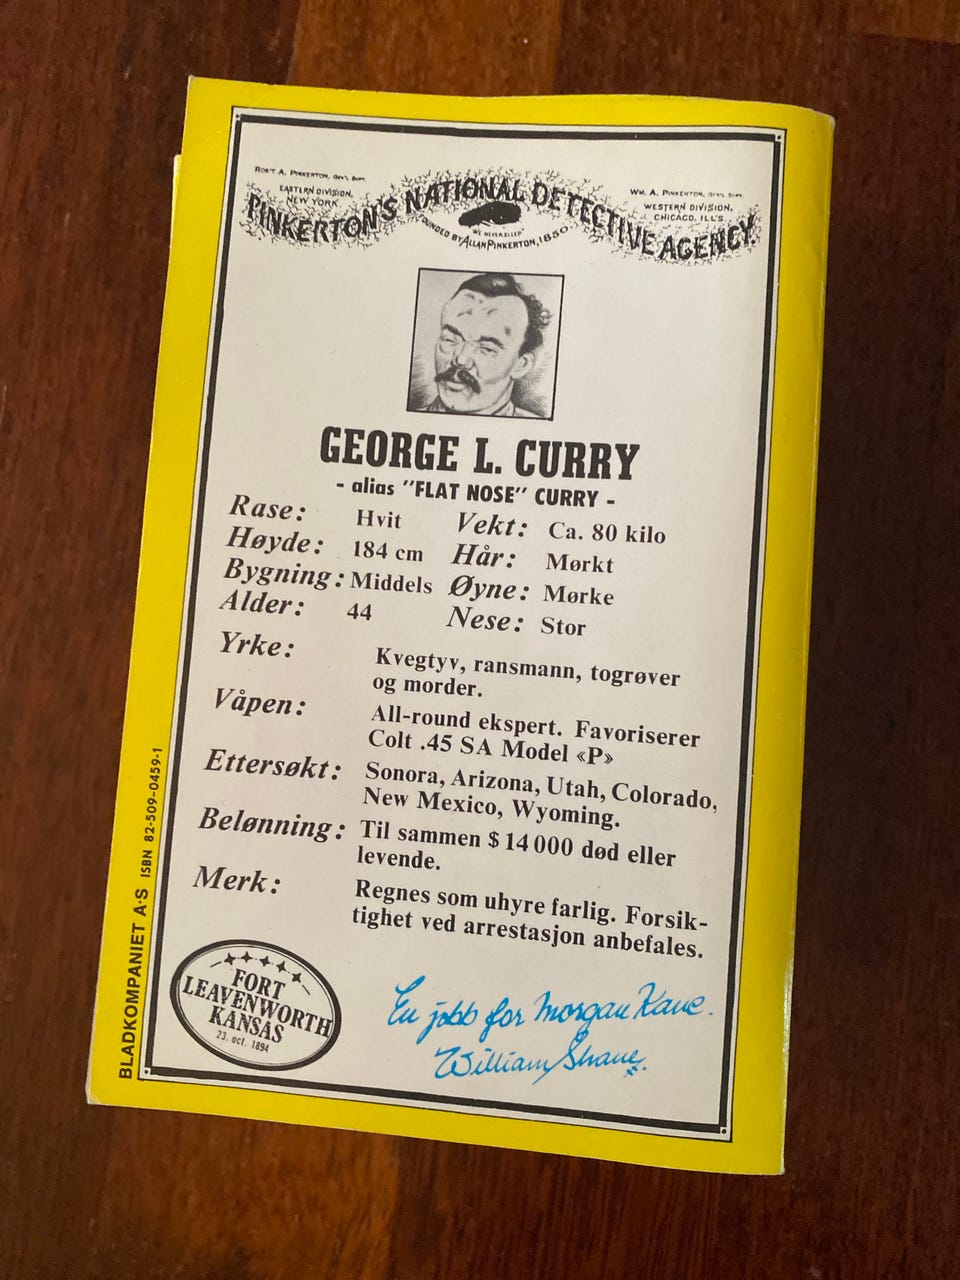 ROB'T A. PINKERTON, GEN'L SUPT.
EASTERN DIVISION,
NEW YORK
WM. A. PINKERTON, GEN'L SUPT.
WESTERN DIVISION,
CHICAGO, ILL'S.
PINKERTON'S NATIONAL DETECTIVE AGENCY.
"WE NEVER SLEEP"
FOUNDED BY ALLAN PINKERTON, 1850.
GEORGE L. CURRY
- alias "FLAT NOSE" CURRY -
Rase: Hvit Vekt: Ca. 80 kilo
Høyde: 184 cm Hår: Mørkt
Bygning: Middels Øyne: Mørke
Alder: 44 Nese: Stor
Yrke: Kvegtyv, ransmann, togrøver
og morder.
Våpen: All-round ekspert. Favoriserer
Colt .45 SA Model «P»
Ettersøkt: Sonora, Arizona, Utah, Colorado,
New Mexico, Wyoming.
Belønning: Til sammen $ 14 000 død eller
levende.
Merk: Regnes som uhyre farlig. Forsik-
tighet ved arrestasjon anbefales.
FORT
LEAVENWORTH
KANSAS
23. oct. 1894
En jobb for Morgan Kane.
William Shane.
BLADKOMPANIET A·S ISBN 82-509-0459-1